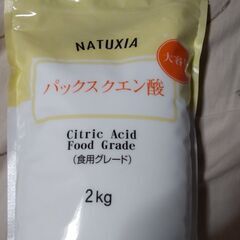 NATUXIA
パックスクエン酸
大容
Citric Acid
Food Grade
(食用グレード)
2kg